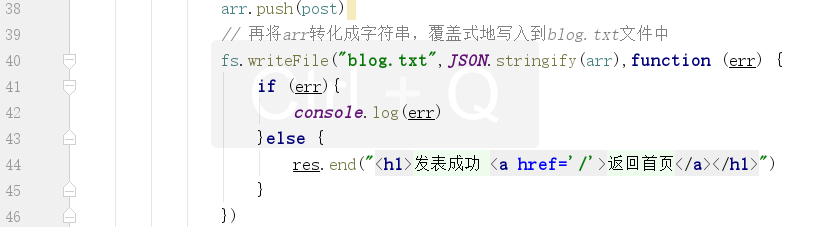 38 arr.push(post)
39 // 再将arr转化成字符串，覆盖式地写入到blog.txt文件中
40 fs.writeFile("blog.txt",JSON.stringify(arr),function (err) {
41 if (err){
42 console.log(err)
43 }else {
44 res.end("<h1>发表成功 <a href='/'>返回首页</a></h1>")
45 }
46 })
Ctrl + Q